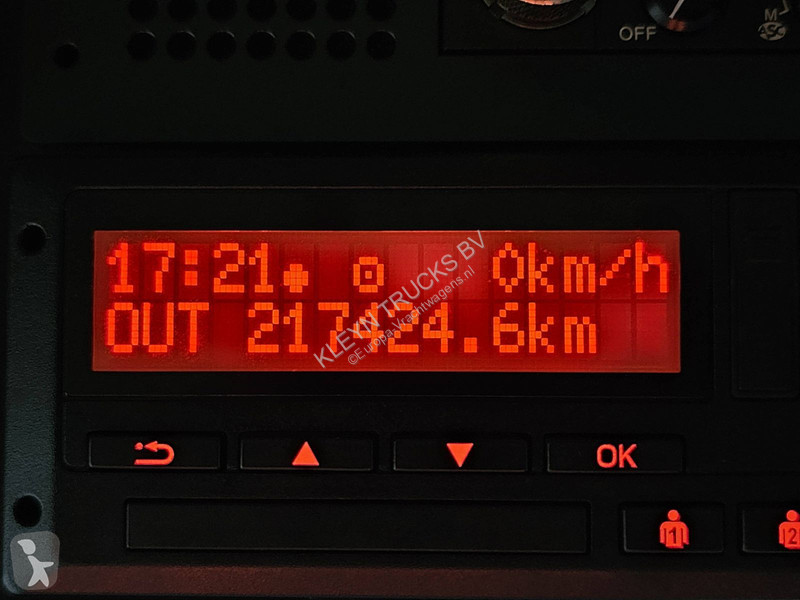 OFF
M
ASC
17:21 0km/h
OUT 217424.6km
KLEYN TRUCKS BV
©Europa-Vrachtwagens.nl
OK
1
2